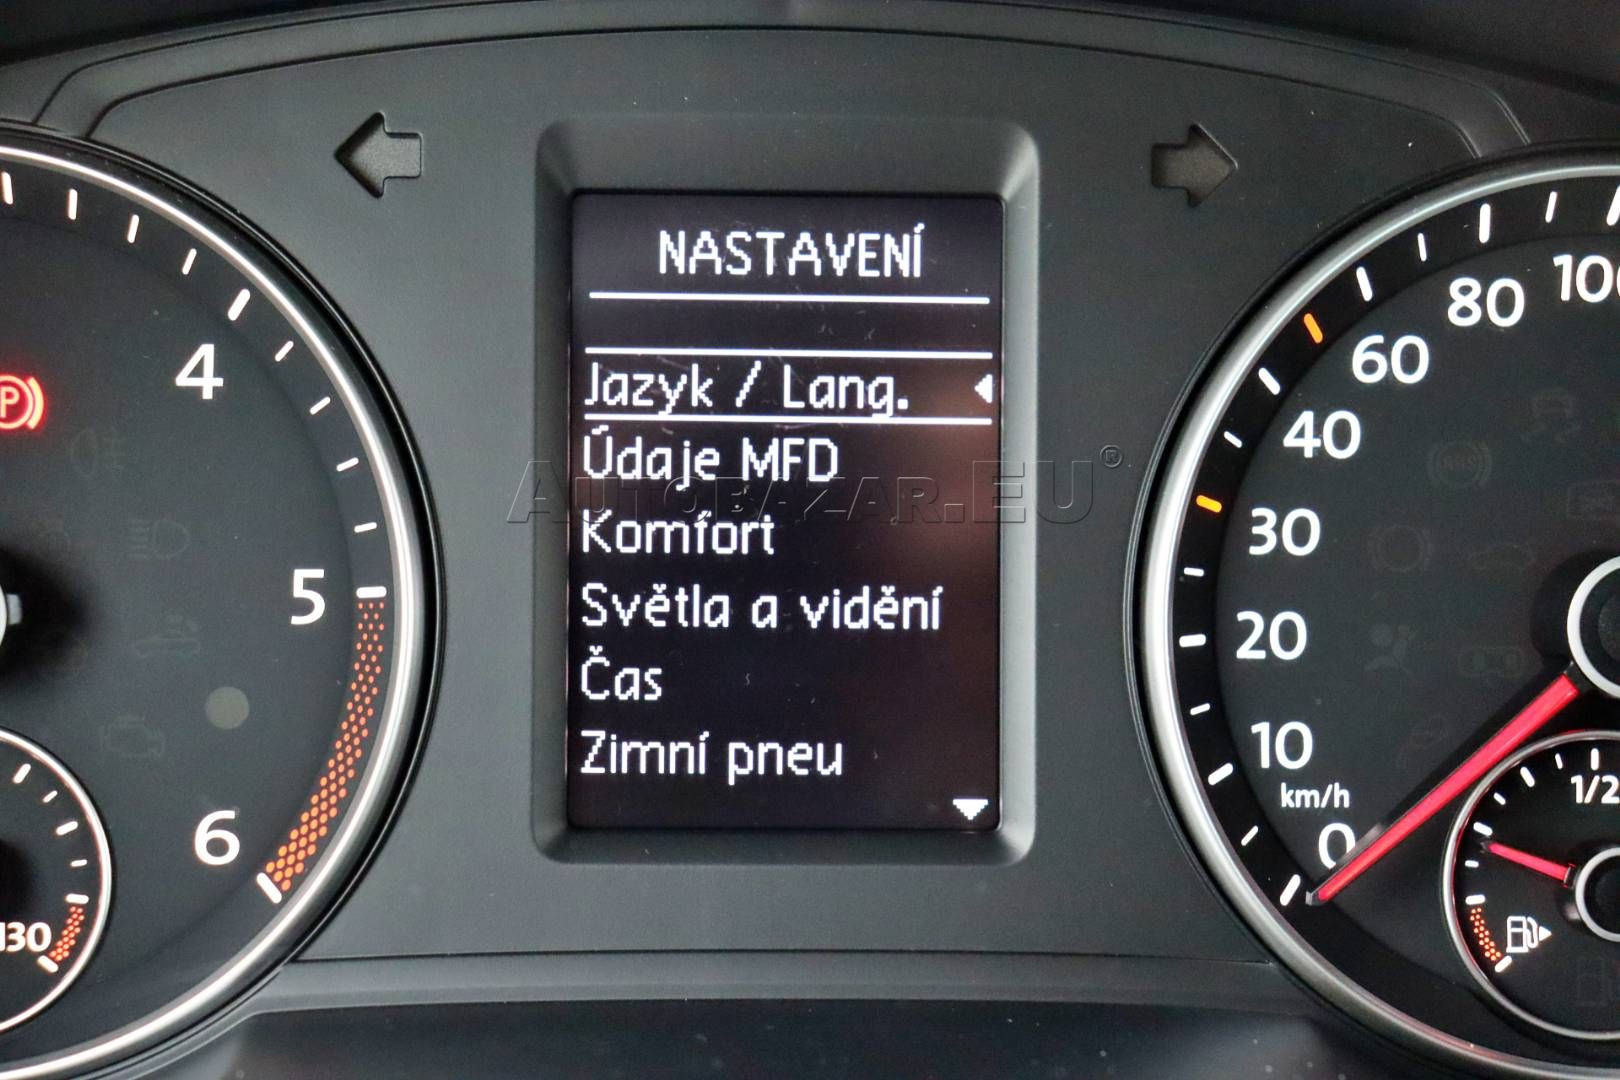 NASTAVENÍ
Jazyk / Lang.
Údaje MFD
Komfort
Světla a vidění
Čas
Zimní pneu
AUTOBAZAR.EU®
4
5
6
130
P
100
80
60
40
30
20
10
km/h
0
1/2